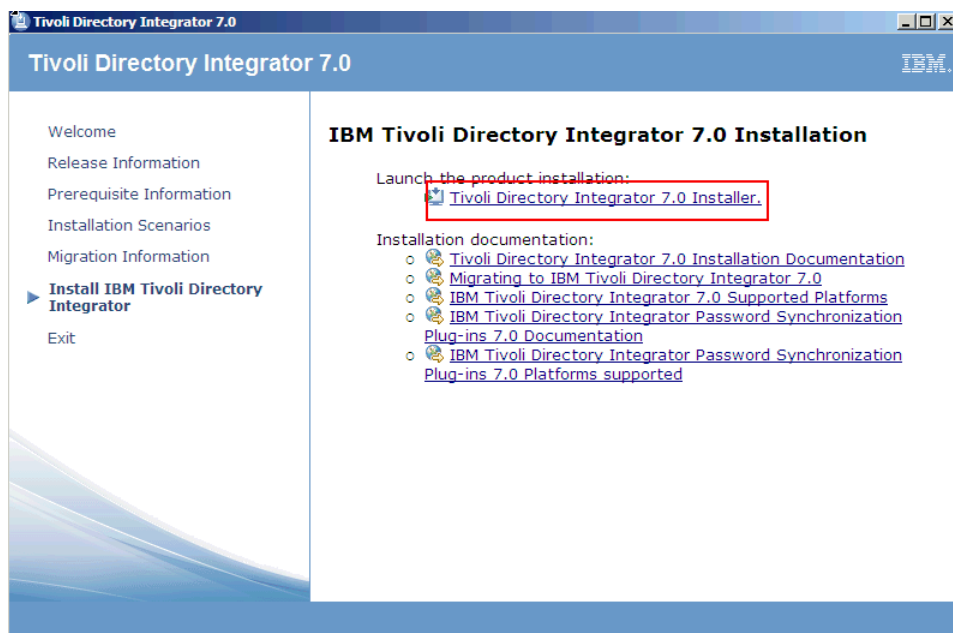 Tivoli Directory Integrator 7.0
Tivoli Directory Integrator 7.0
IBM.
Welcome
Release Information
Prerequisite Information
Installation Scenarios
Migration Information
Install IBM Tivoli Directory
Integrator
Exit
IBM Tivoli Directory Integrator 7.0 Installation
Launch the product installation:
Tivoli Directory Integrator 7.0 Installer.
Installation documentation:
Tivoli Directory Integrator 7.0 Installation Documentation
Migrating to IBM Tivoli Directory Integrator 7.0
IBM Tivoli Directory Integrator 7.0 Supported Platforms
IBM Tivoli Directory Integrator Password Synchronization
Plug-ins 7.0 Documentation
IBM Tivoli Directory Integrator Password Synchronization
Plug-ins 7.0 Platforms supported